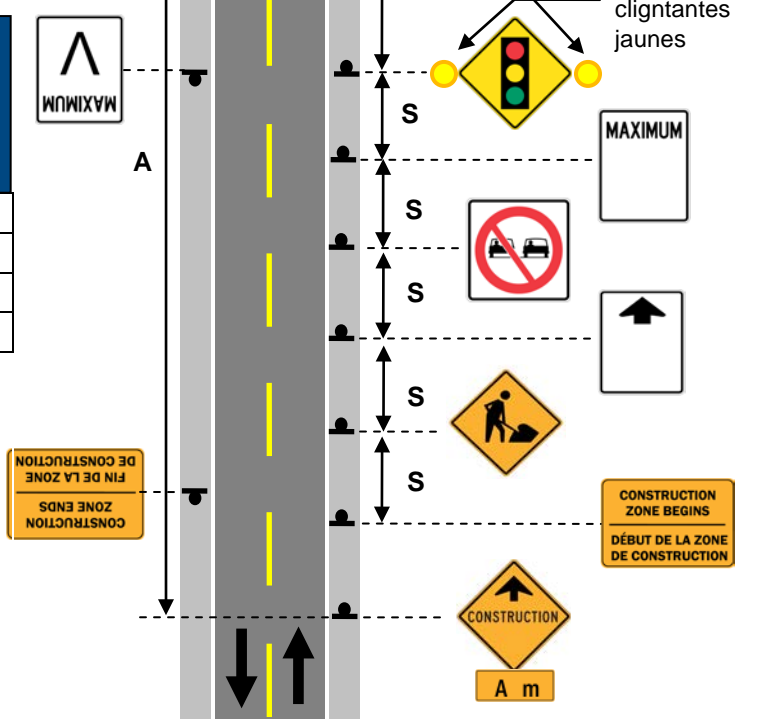 cligntantes
jaunes
MAXIMUM
S
MAXIMUM
A
S
S
S
CONSTRUCTION
ZONE ENDS
FIN DE LA ZONE
DE CONSTRUCTION
S
CONSTRUCTION
ZONE BEGINS
DÉBUT DE LA ZONE
DE CONSTRUCTION
CONSTRUCTION
A m